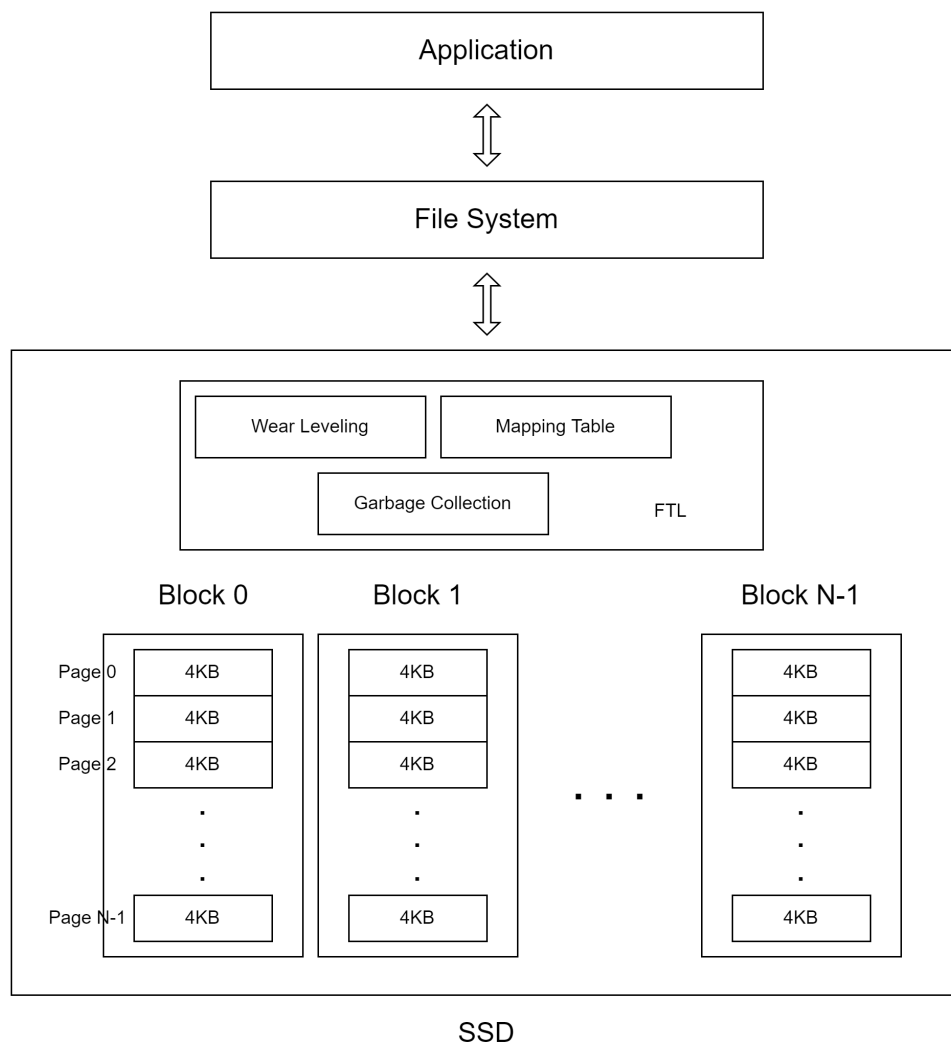 Application
File System
Wear Leveling
Mapping Table
Garbage Collection
FTL
Block 0
Block 1
Block N-1
Page 0
4KB
4KB
4KB
Page 1
4KB
4KB
4KB
Page 2
4KB
4KB
4KB
. . .
Page N-1
4KB
4KB
4KB
SSD